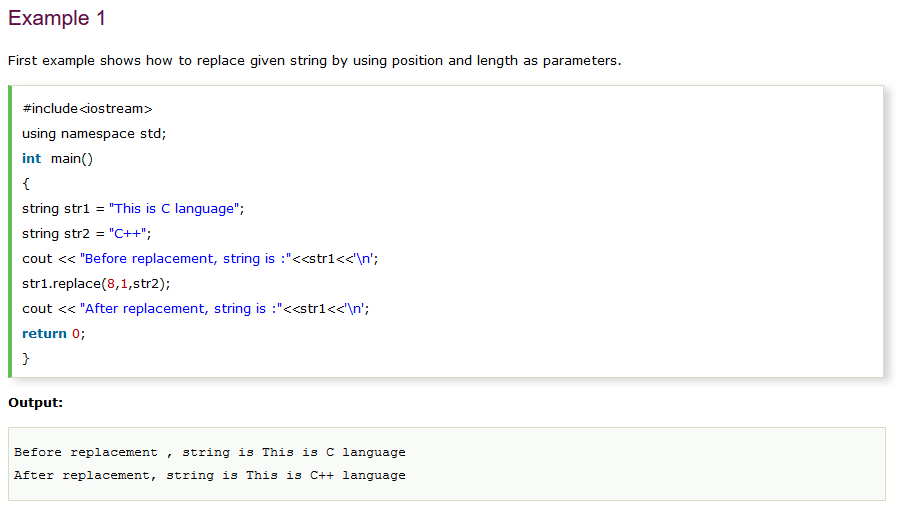 Example 1
First example shows how to replace given string by using position and length as parameters.
#include<iostream>
using namespace std;
int  main()
{
string str1 = "This is C language";
string str2 = "C++";
cout << "Before replacement, string is :"<<str1<<'\n';
str1.replace(8,1,str2);
cout << "After replacement, string is :"<<str1<<'\n';
return 0;
}
Output:
Before replacement , string is This is C language
After replacement, string is This is C++ language